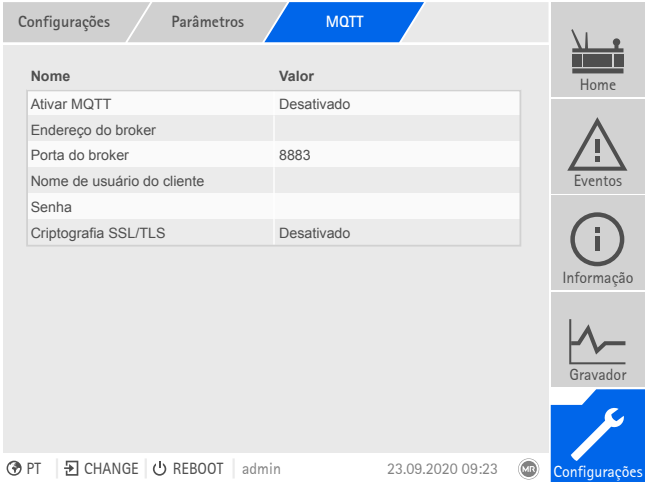 Configurações Parâmetros MQTT
Nome Valor
Ativar MQTT Desativado
Endereço do broker
Porta do broker 8883
Nome de usuário do cliente
Senha
Criptografia SSL/TLS Desativado
Home
Eventos
Informação
Gravador
Configurações
PT CHANGE REBOOT admin 23.09.2020 09:23 MR